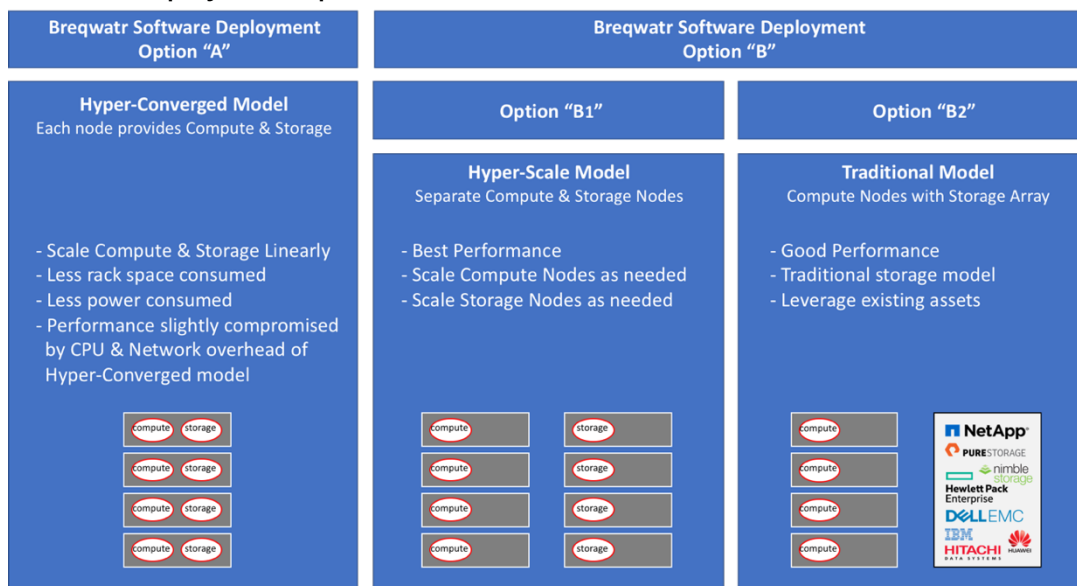 Breqwatr Software Deployment
Option “A”
Hyper-Converged Model
Each node provides Compute & Storage
- Scale Compute & Storage Linearly
- Less rack space consumed
- Less power consumed
- Performance slightly compromised
by CPU & Network overhead of
Hyper-Converged model
compute storage
compute storage
compute storage
compute storage
Breqwatr Software Deployment
Option “B”
Option “B1”
Hyper-Scale Model
Separate Compute & Storage Nodes
- Best Performance
- Scale Compute Nodes as needed
- Scale Storage Nodes as needed
compute storage
compute storage
compute storage
compute storage
Option “B2”
Traditional Model
Compute Nodes with Storage Array
- Good Performance
- Traditional storage model
- Leverage existing assets
compute
compute
compute
compute
NetApp
PURESTORAGE
nimble
storage
Hewlett Pack
Enterprise
DELLEMC
IBM
HITACHI
DATA SYSTEMS
HUAWEI